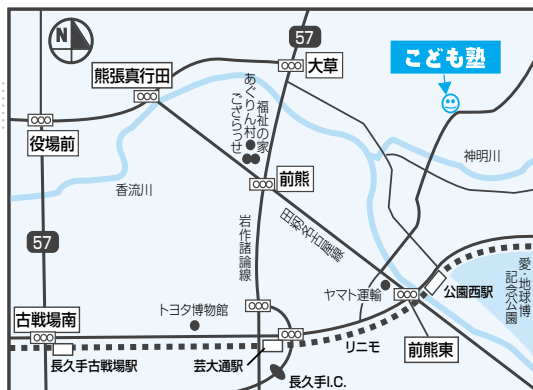 N
57
大草
こども塾
熊張真行田
あぐりん村
ござらっせ
福祉の家
役場前
神明川
香流川
前熊
57
岩作諸輪線
田籾名古屋線
愛・地球博
記念公園
ヤマト運輸
公園西駅
トヨタ博物館
古戦場南
リニモ
前熊東
長久手古戦場駅
芸大通駅
長久手I.C.